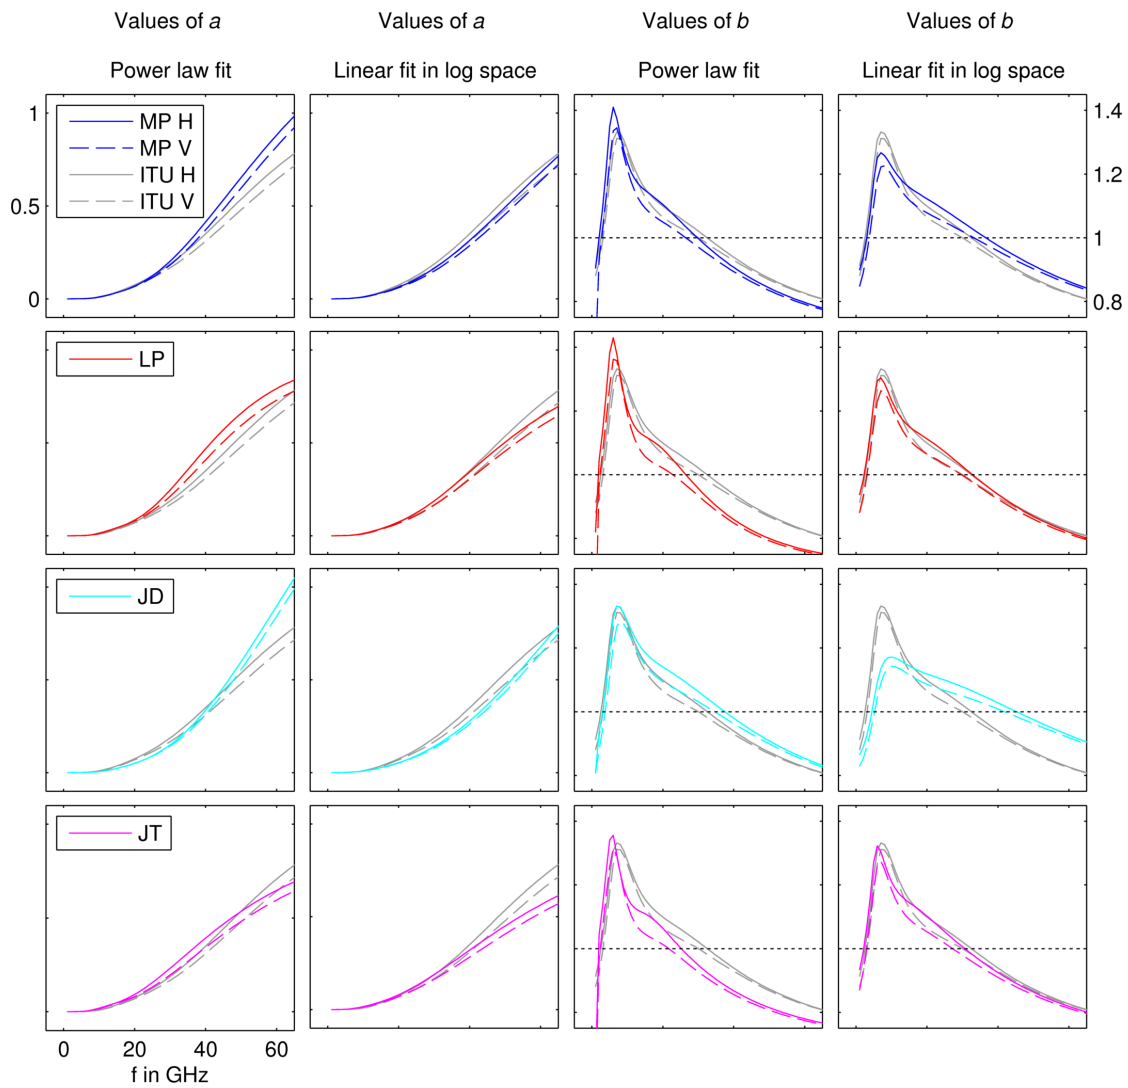 Values of a
Values of a
Values of b
Values of b
Power law fit
Linear fit in log space
Power law fit
Linear fit in log space
1
0.5
0
MP H
MP V
ITU H
ITU V
1.4
1.2
1
0.8
LP
JD
JT
0
20
40
60
f in GHz